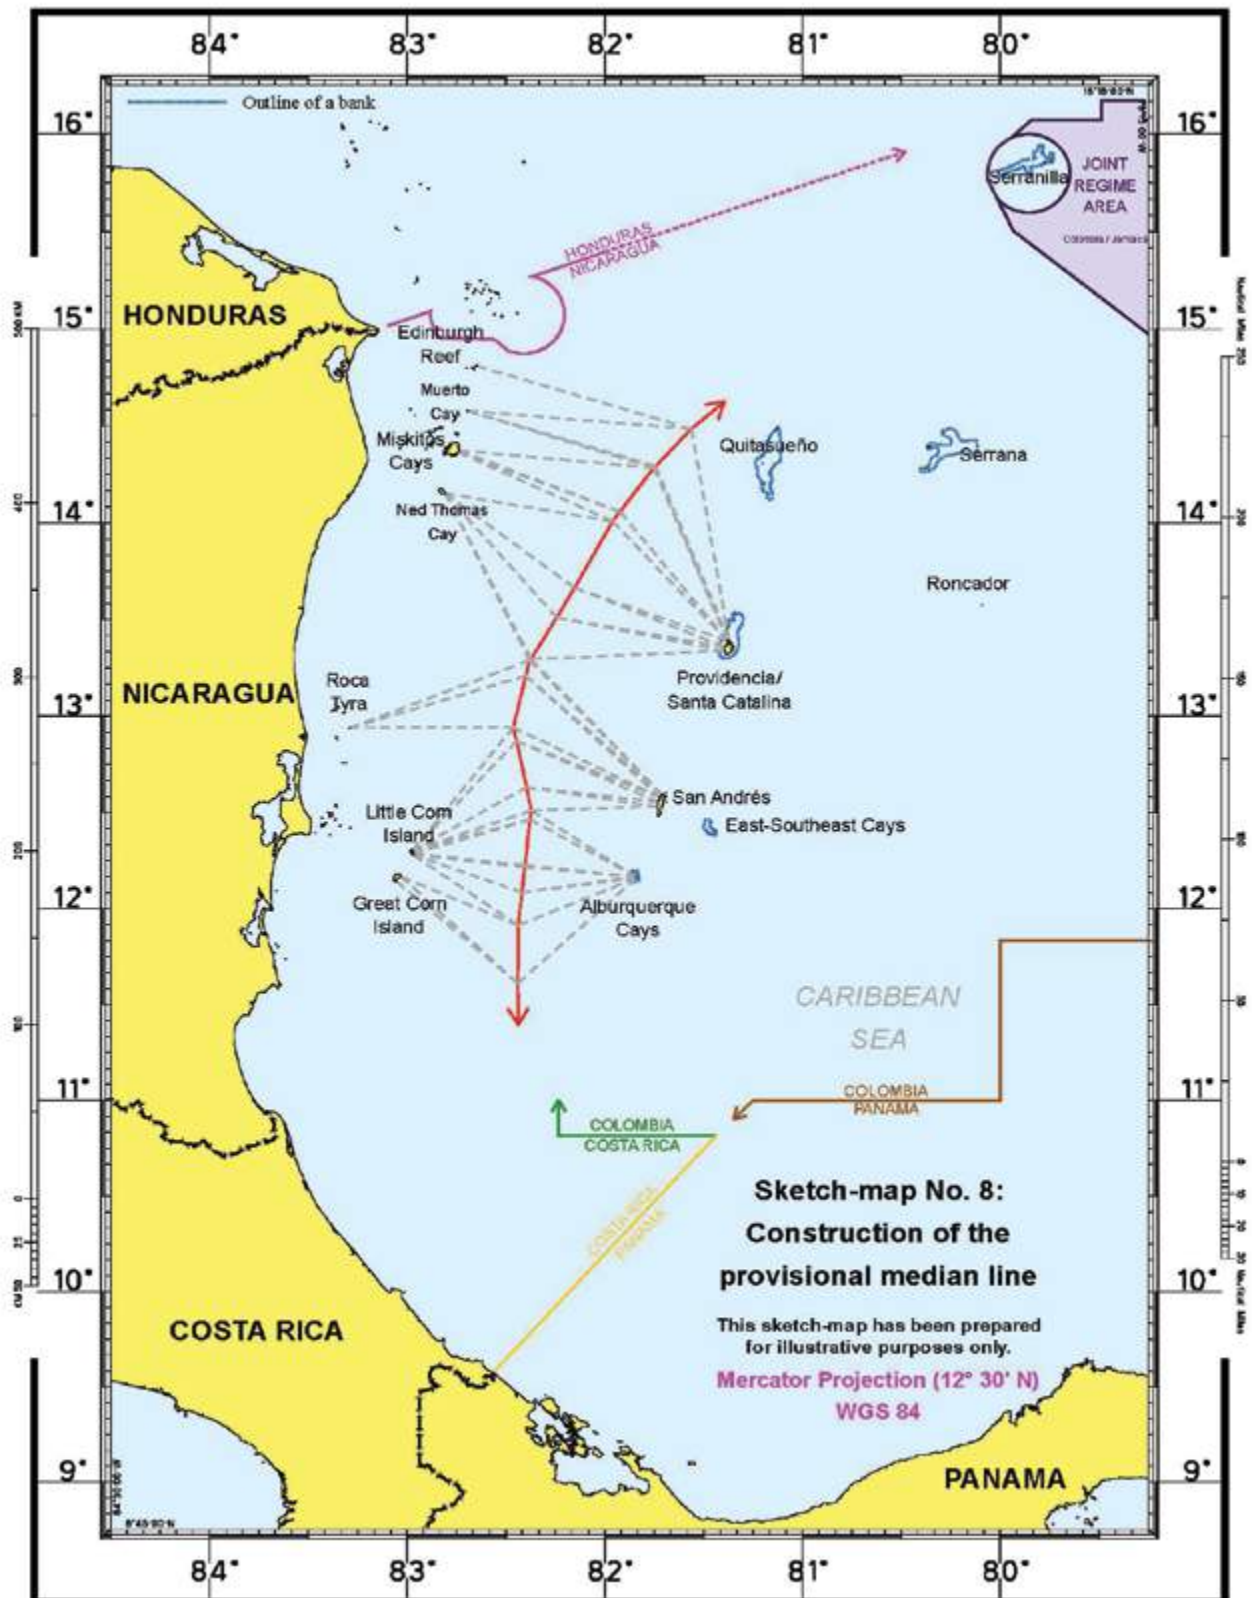 84° 83° 82° 81° 80°
Outline of a bank
16° 16°
Serranilla
JOINT
REGIME
AREA
Colombia / Jamaica
HONDURAS
NICARAGUA
HONDURAS
15° 15°
Edinburgh
Reef
Muerto
Cay
Miskitos
Cays
Quitasueño
Serrana
14° 14°
Ned Thomas
Cay
Roncador
NICARAGUA
Roca
Tyra
Providencia/
Santa Catalina
13° 13°
San Andrés
Little Corn
Island
East-Southeast Cays
12° 12°
Great Corn
Island
Alburquerque
Cays
CARIBBEAN
SEA
11° 11°
COLOMBIA
PANAMA
COLOMBIA
COSTA RICA
COSTA RICA
PANAMA
Sketch-map No. 8:
Construction of the
provisional median line
10° 10°
This sketch-map has been prepared
for illustrative purposes only.
Mercator Projection (12° 30' N)
WGS 84
COSTA RICA
9° 9°
PANAMA
8°45'00"N
84° 83° 82° 81° 80°